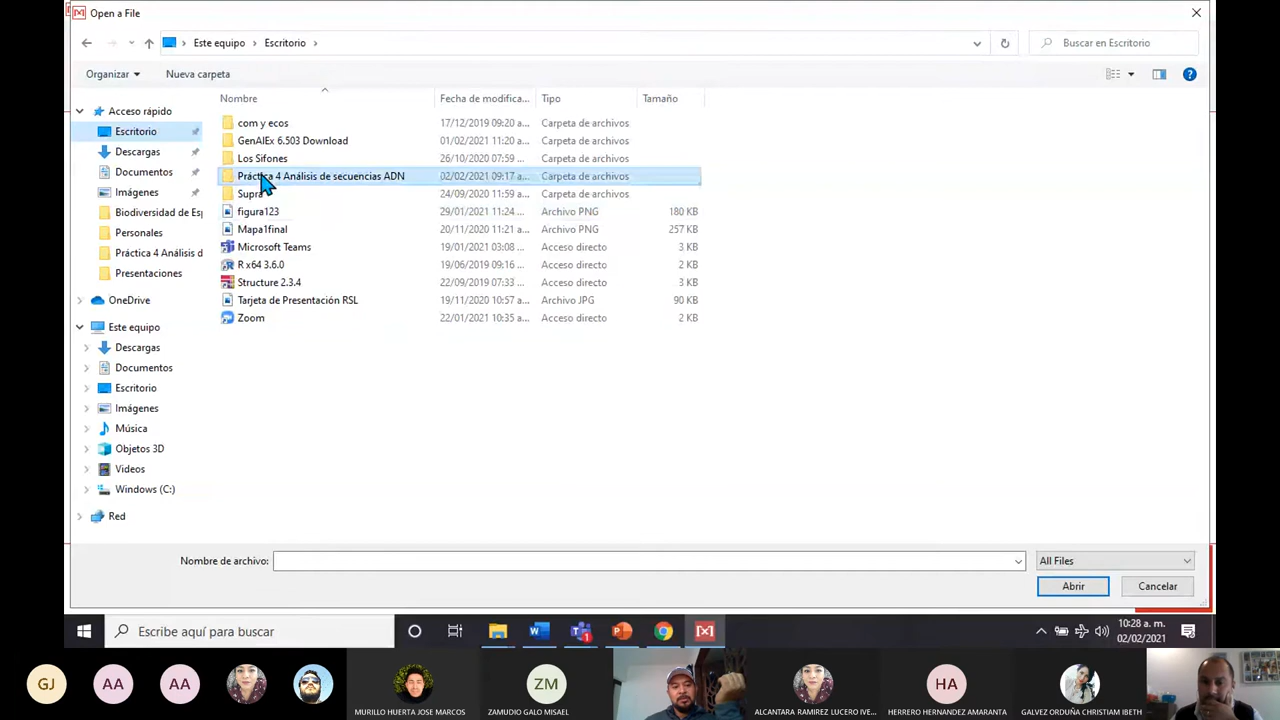 Open a File
Este equipo Escritorio
Buscar en Escritorio
Organizar Nueva carpeta
Nombre Fecha de modifica... Tipo Tamaño
Acceso rápido
Escritorio
Descargas
Documentos
Imágenes
Biodiversidad de Es
Personales
Práctica 4 Análisis d
Presentaciones
OneDrive
Este equipo
Descargas
Documentos
Escritorio
Imágenes
Música
Objetos 3D
Videos
Windows (C:)
Red
com y ecos 17/12/2019 09:20 a... Carpeta de archivos
GenAlEx 6.503 Download 01/02/2021 11:20 ... Carpeta de archivos
Los Sifones 26/10/2020 07:59 ... Carpeta de archivos
Práctica 4 Análisis de secuencias ADN 02/02/2021 09:17 a... Carpeta de archivos
Supra 24/09/2020 11:59 ... Carpeta de archivos
figura123 29/01/2021 11:24 ... Archivo PNG 180 KB
Mapa1final 20/11/2020 11:21 a... Archivo PNG 257 KB
Microsoft Teams 19/01/2021 03:08 ... Acceso directo 3 KB
R x64 3.6.0 19/06/2019 09:16 ... Acceso directo 2 KB
Structure 2.3.4 22/09/2019 07:33 ... Acceso directo 3 KB
Tarjeta de Presentación RSL 19/11/2020 10:57 a... Archivo JPG 90 KB
Zoom 22/01/2021 10:35 a... Acceso directo 2 KB
Nombre de archivo: All Files
Abrir Cancelar
Escribe aquí para buscar
10:28 a. m.
02/02/2021
GJ AA AA ZM HA
MURILLO HUERTA JOSE MARCOS ZAMUDIO GALO MISAEL ALCANTARA RAMIREZ LUCERO IVE... HERRERO HERNANDEZ AMARANTA GALVEZ ORDUÑA CHRISTIAM IBETH